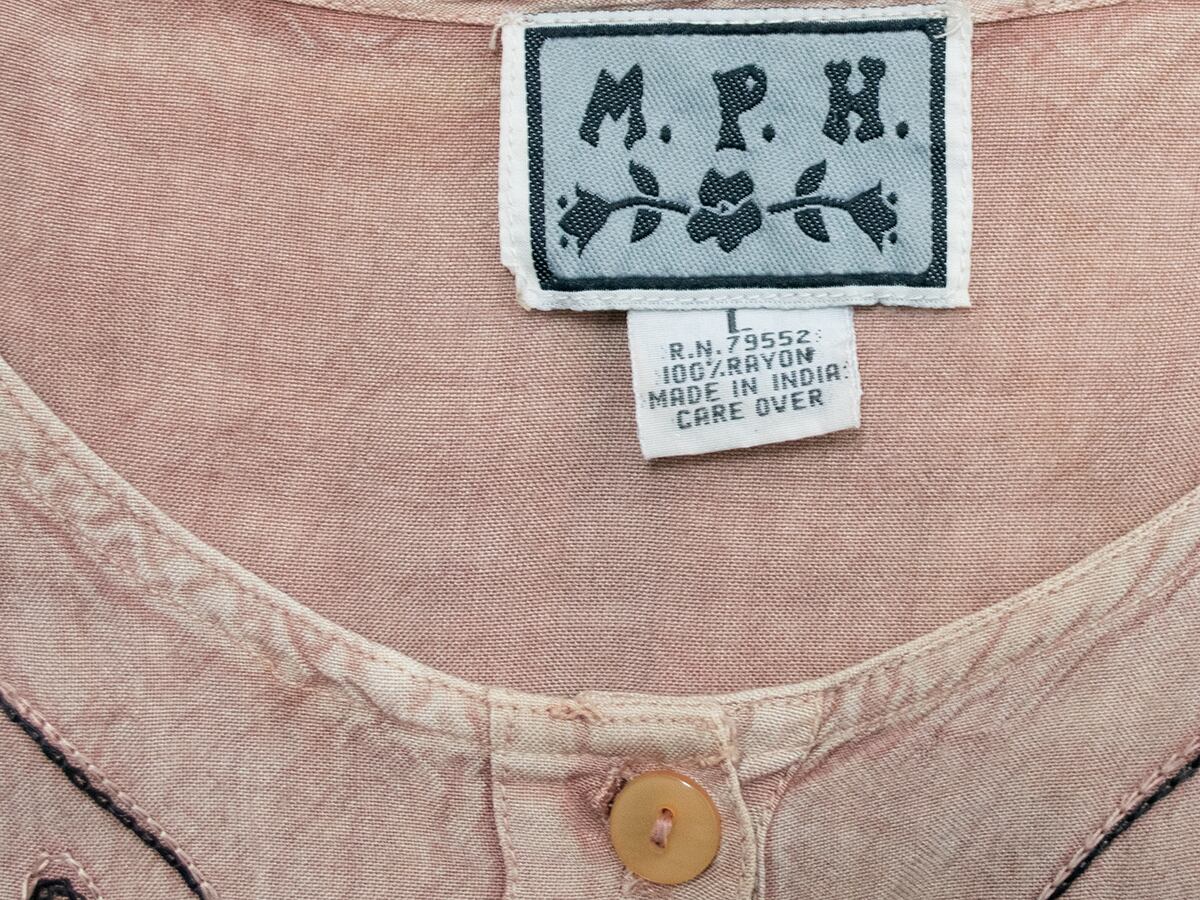 M. P. H.
L
R.N. 79552
100% RAYON
MADE IN INDIA
CARE OVER